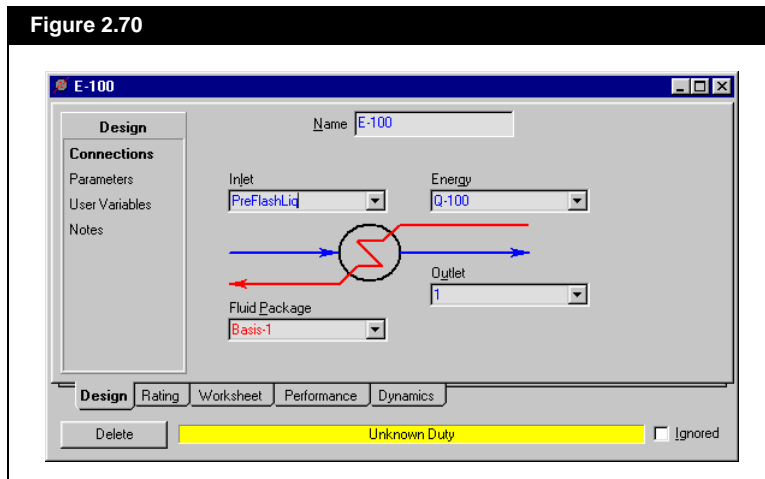 Figure 2.70
E-100
Design
Connections
Parameters
User Variables
Notes
Name E-100
Inlet
PreFlashLiq
Energy
Q-100
Outlet
1
Fluid Package
Basis-1
Design Rating Worksheet Performance Dynamics
Delete Unknown Duty Ignored